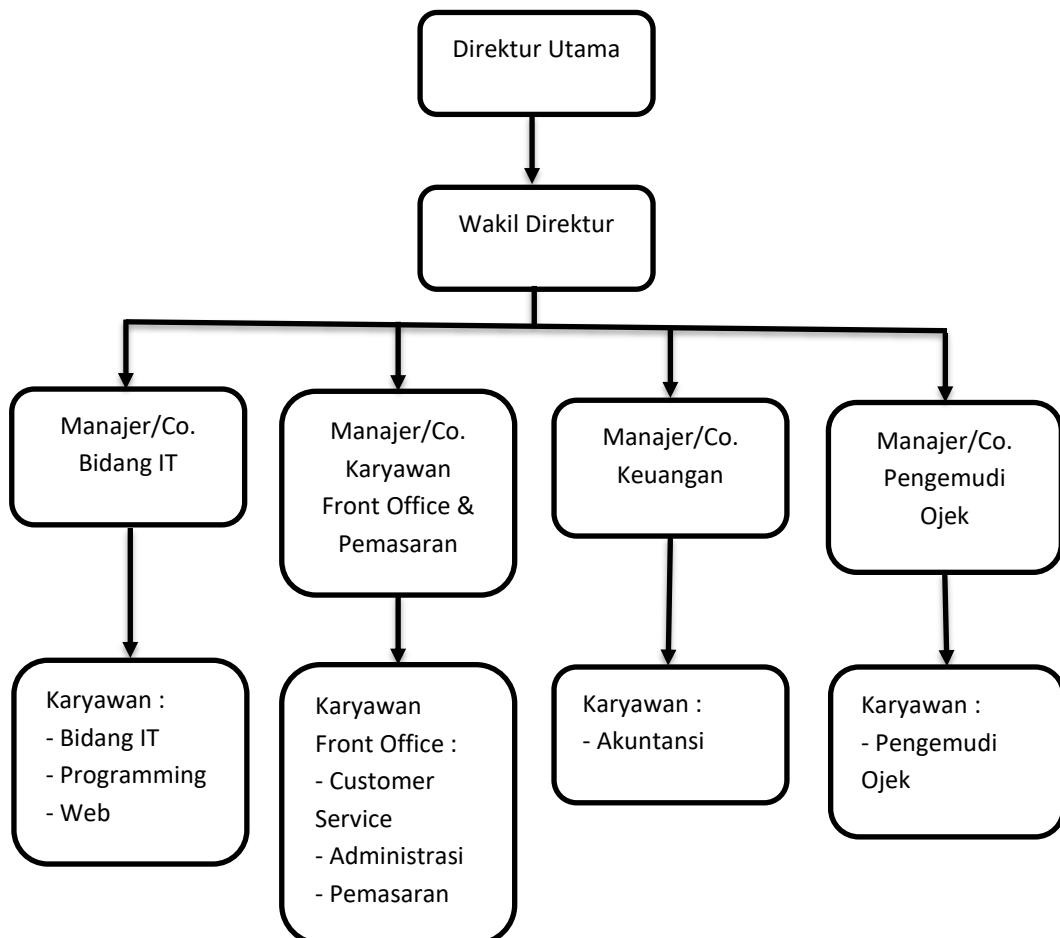 Direktur Utama
Wakil Direktur
Manajer/Co.
Bidang IT
Manajer/Co.
Karyawan
Front Office &
Pemasaran
Manajer/Co.
Keuangan
Manajer/Co.
Pengemudi
Ojek
Karyawan :
- Bidang IT
- Programming
- Web
Karyawan
Front Office :
- Customer
Service
- Administrasi
- Pemasaran
Karyawan :
- Akuntansi
Karyawan :
- Pengemudi
Ojek